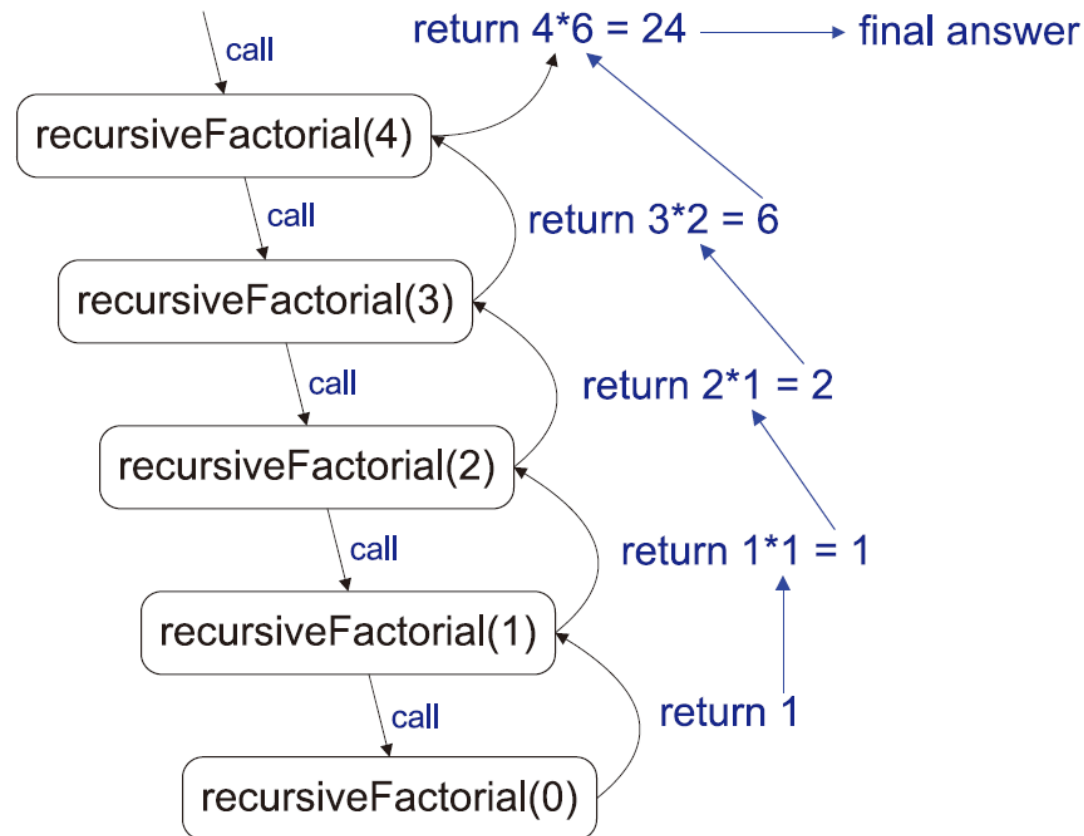 call
return 4*6 = 24
final answer
recursiveFactorial(4)
call
return 3*2 = 6
recursiveFactorial(3)
call
return 2*1 = 2
recursiveFactorial(2)
call
return 1*1 = 1
recursiveFactorial(1)
call
return 1
recursiveFactorial(0)